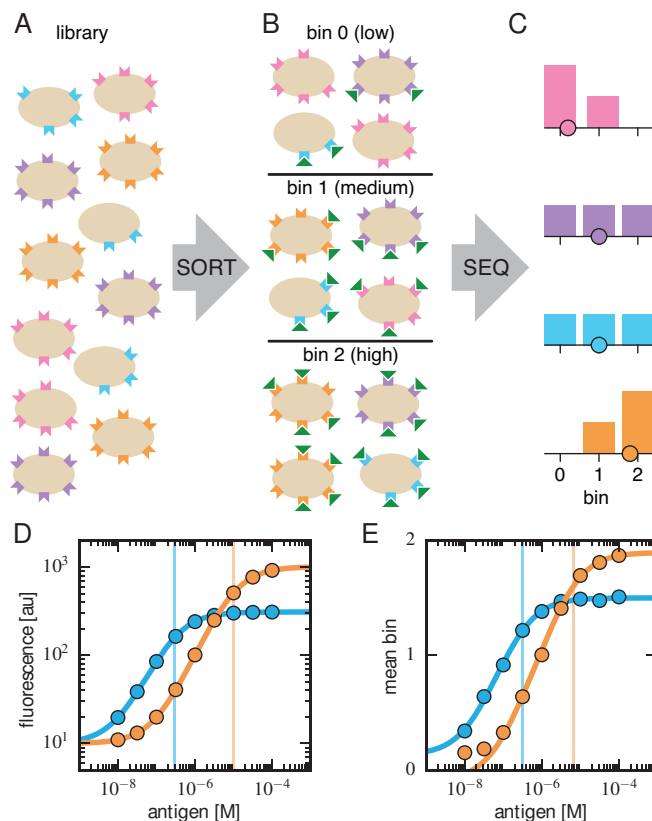 A
library
B
bin 0 (low)
bin 1 (medium)
bin 2 (high)
SORT
SEQ
C
0 1 2
bin
D
10³
10²
10¹
fluorescence [au]
10⁻⁸ 10⁻⁶ 10⁻⁴
antigen [M]
E
2
1
0
mean bin
10⁻⁸ 10⁻⁶ 10⁻⁴
antigen [M]